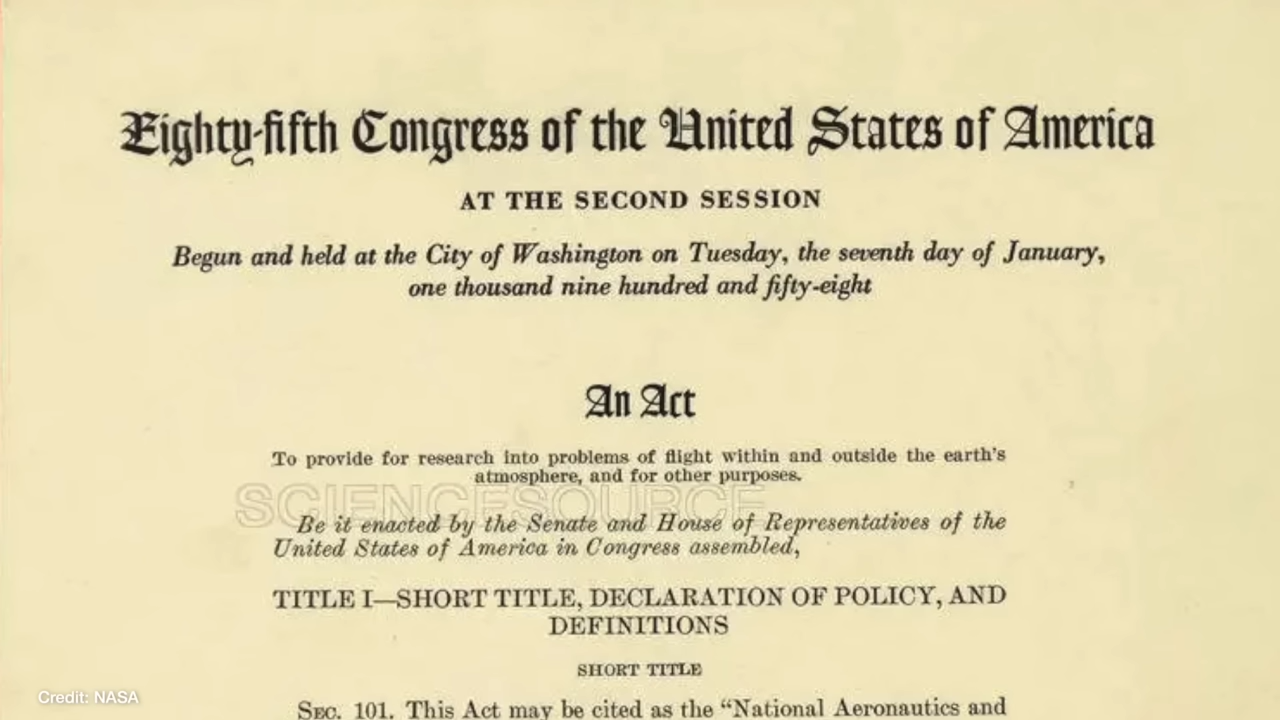 Eighty-fifth Congress of the United States of America
AT THE SECOND SESSION
Begun and held at the City of Washington on Tuesday, the seventh day of January,
one thousand nine hundred and fifty-eight
An Act
To provide for research into problems of flight within and outside the earth's
atmosphere, and for other purposes.
SCIENCESOURCE
Be it enacted by the Senate and House of Representatives of the
United States of America in Congress assembled,
TITLE I—SHORT TITLE, DECLARATION OF POLICY, AND
DEFINITIONS
SHORT TITLE
Credit: NASA
SEC. 101. This Act may be cited as the “National Aeronautics and